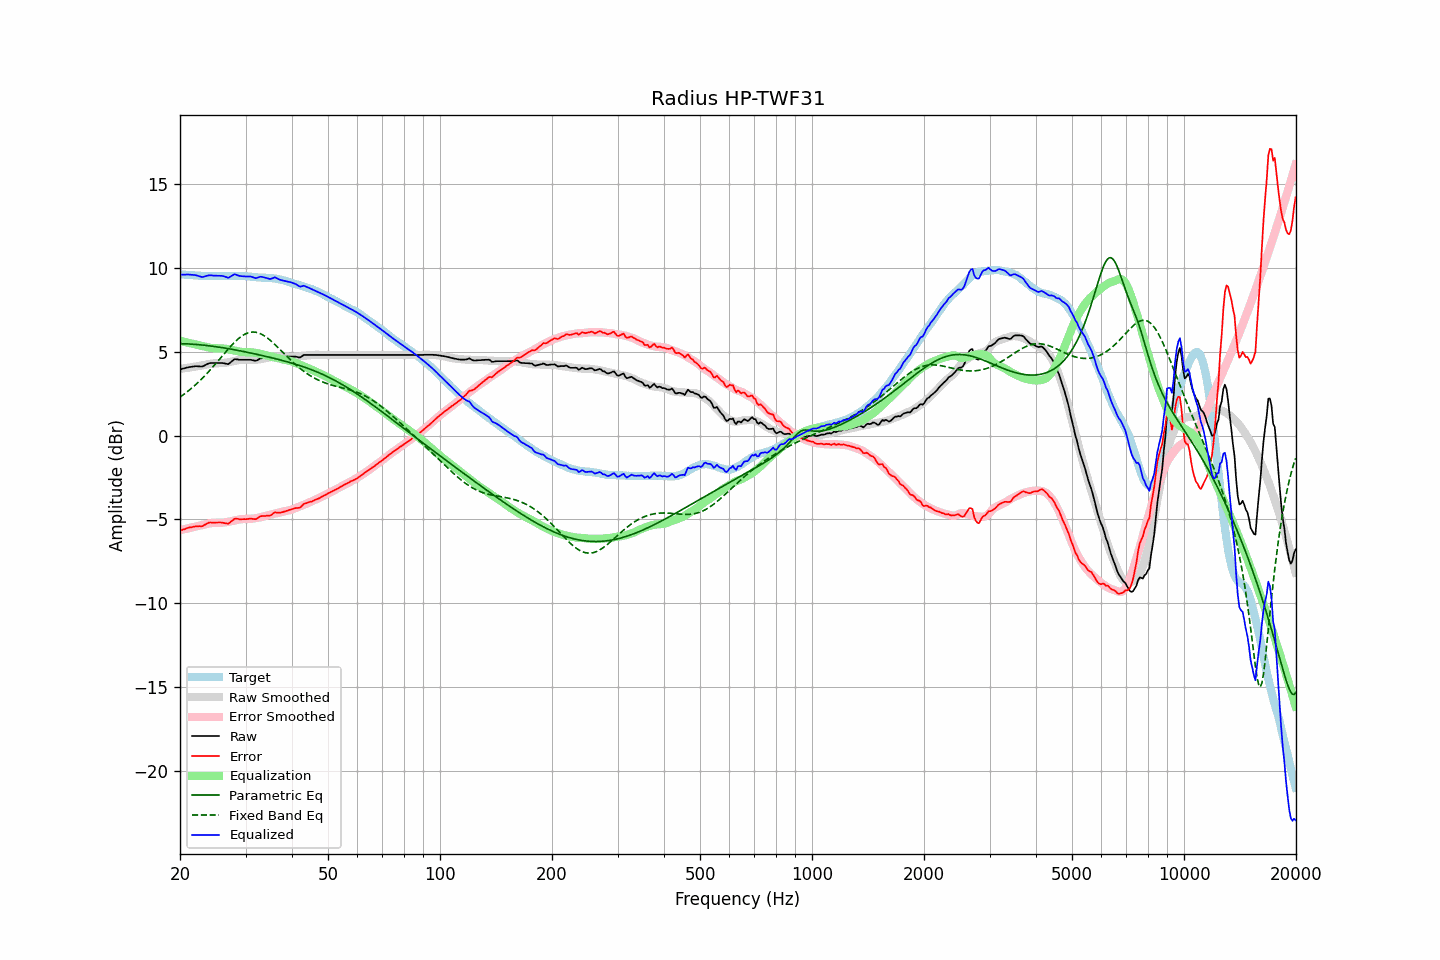 Radius HP-TWF31
Amplitude (dBr)
15
10
5
0
−5
−10
−15
−20
Target
Raw Smoothed
Error Smoothed
Raw
Error
Equalization
Parametric Eq
Fixed Band Eq
Equalized
20 50 100 200 500 1000 2000 5000 10000 20000
Frequency (Hz)